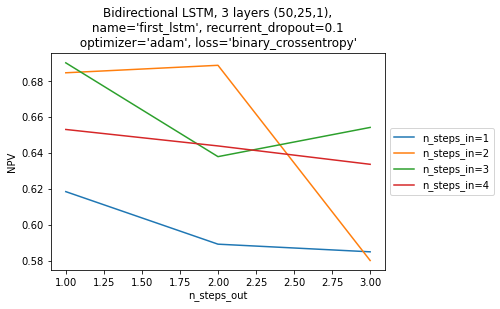 Bidirectional LSTM, 3 layers (50,25,1),
name='first_lstm', recurrent_dropout=0.1
optimizer='adam', loss='binary_crossentropy'
NPV
0.68
0.66
0.64
0.62
0.60
0.58
1.00 1.25 1.50 1.75 2.00 2.25 2.50 2.75 3.00
n_steps_out
n_steps_in=1
n_steps_in=2
n_steps_in=3
n_steps_in=4